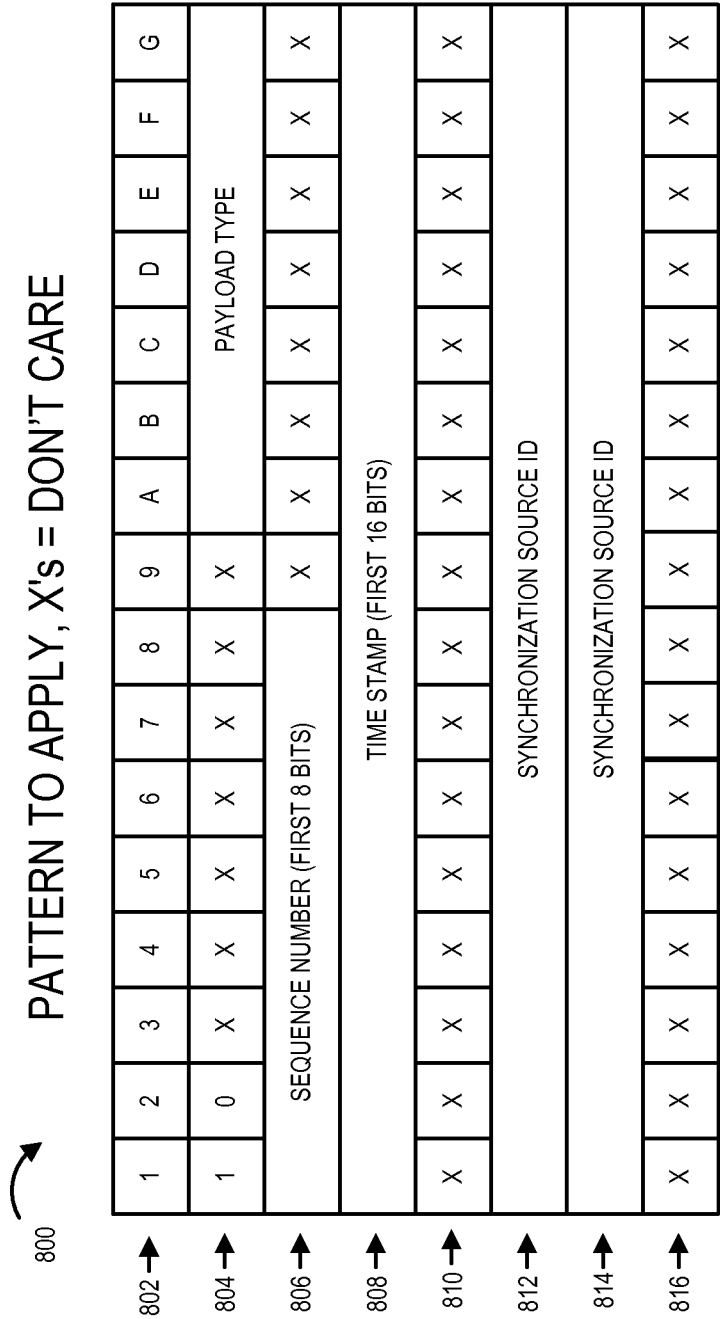 800
PATTERN TO APPLY, X's = DON'T CARE
802 1 2 3 4 5 6 7 8 9 A B C D E F G
804 1 0 X X X X X X X PAYLOAD TYPE
806 SEQUENCE NUMBER (FIRST 8 BITS) X X X X X X X X
808 TIME STAMP (FIRST 16 BITS)
810 X X X X X X X X X X X X X X X X
812 SYNCHRONIZATION SOURCE ID
814 SYNCHRONIZATION SOURCE ID
816 X X X X X X X X X X X X X X X X